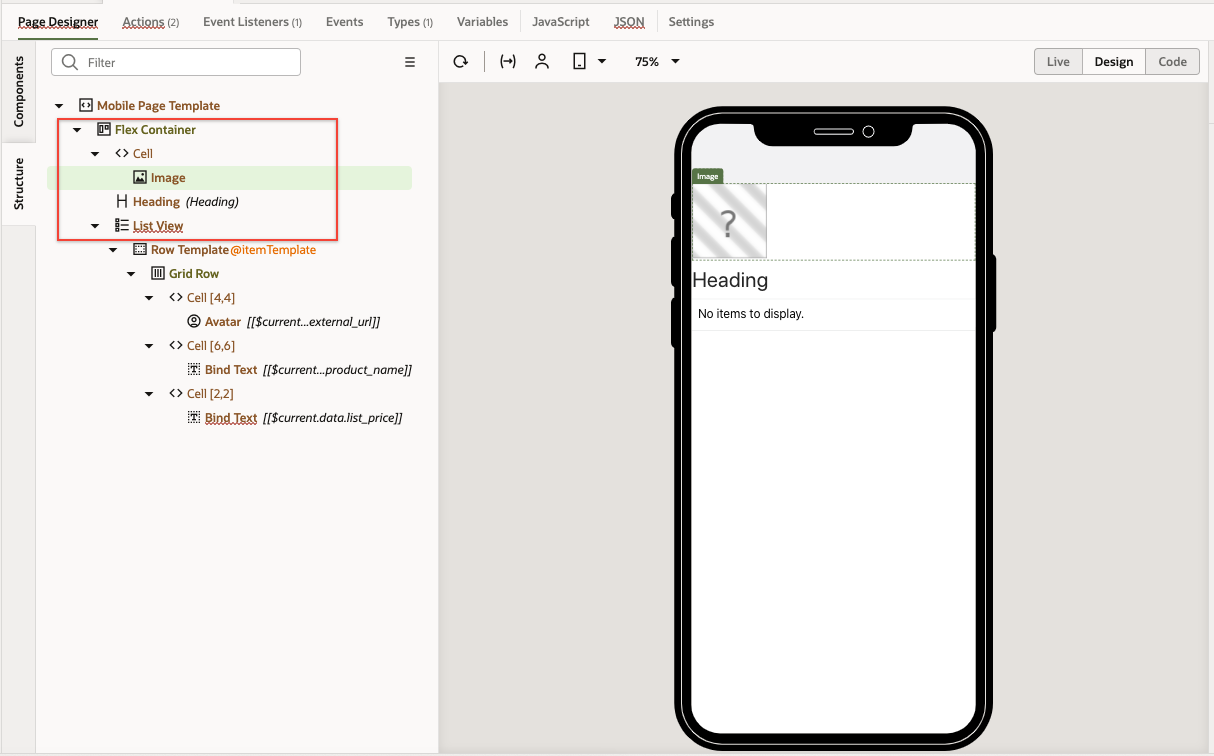 Page Designer Actions (2) Event Listeners (1) Events Types (1) Variables JavaScript JSON Settings
Components
Structure
Filter
75%
Live Design Code
Mobile Page Template
Flex Container
Cell
Image
Heading (Heading)
List View
Row Template@itemTemplate
Grid Row
Cell [4,4]
Avatar [[$current...external_url]]
Cell [6,6]
Bind Text [[$current...product_name]]
Cell [2,2]
Bind Text [[$current.data.list_price]]
Image
?
Heading
No items to display.